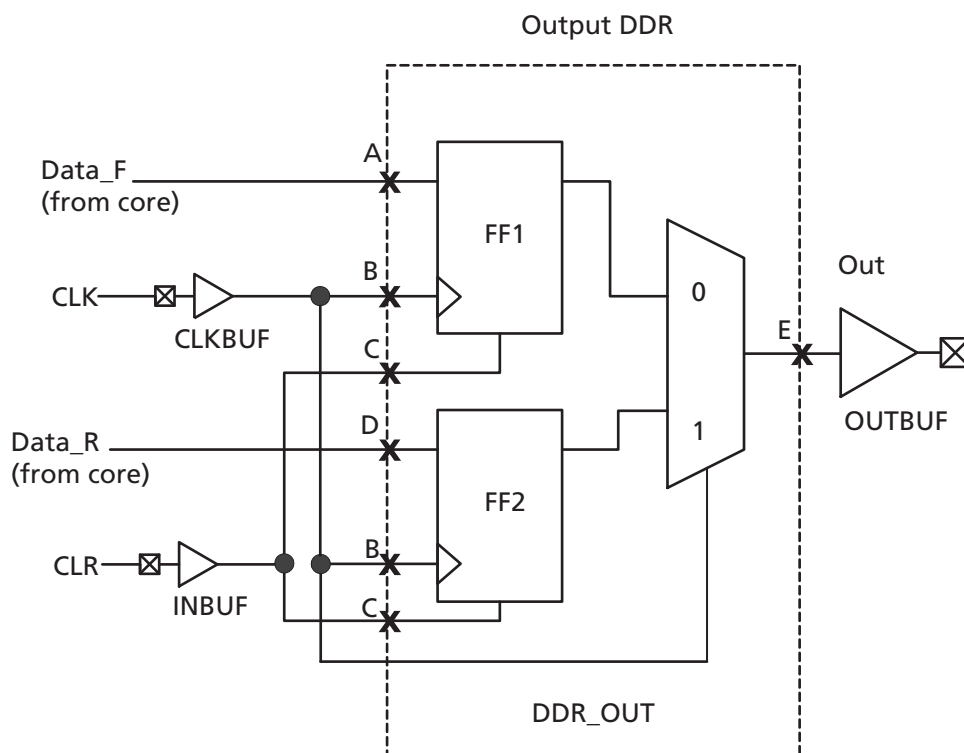 Output DDR
A
Data_F
(from core)
FF1
B
Out
CLK
0
CLKBUF
E
C
OUTBUF
D
1
Data_R
(from core)
FF2
B
CLR
C
INBUF
DDR_OUT